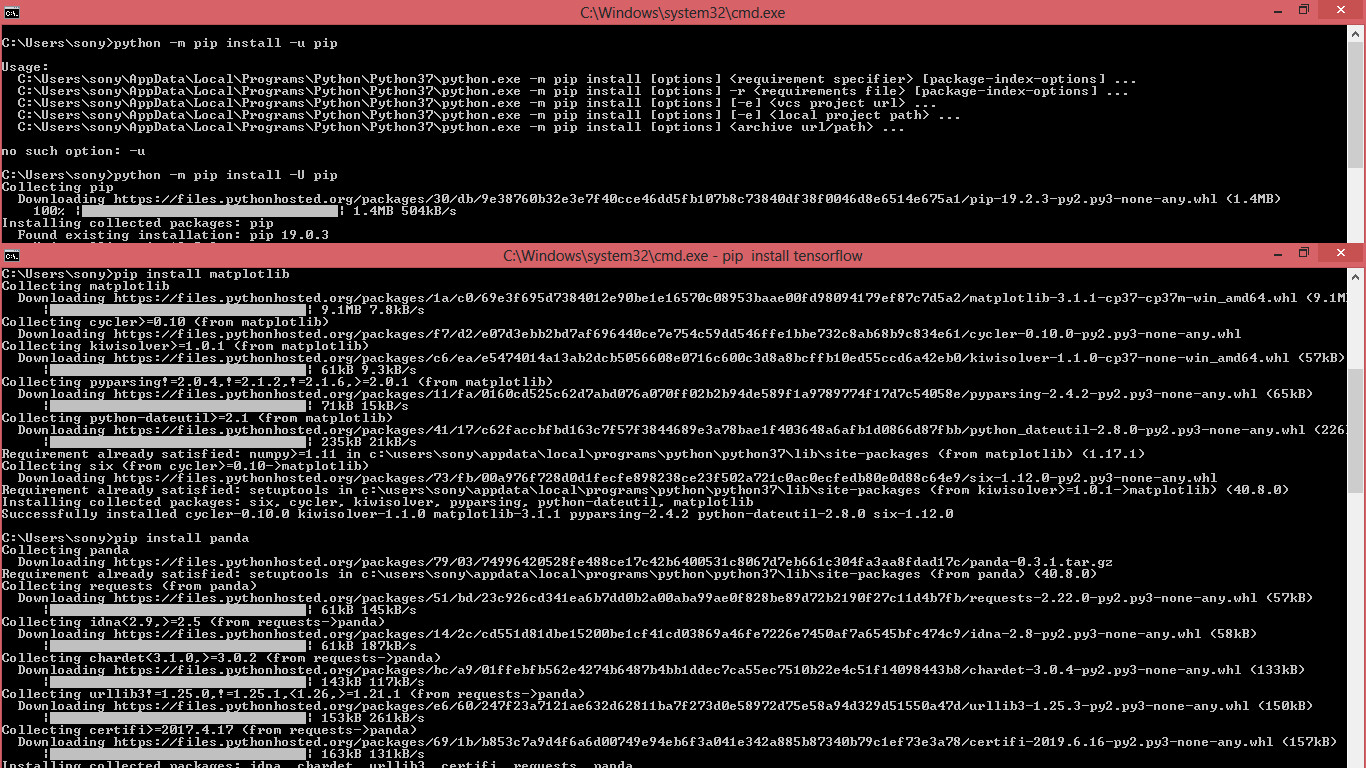 C:\Windows\system32\cmd.exe
C:\Users\sony>python -m pip install -u pip
Usage:
C:\Users\sony\AppData\Local\Programs\Python\Python37\python.exe -m pip install [options] <requirement specifier> [package-index-options] ...
C:\Users\sony\AppData\Local\Programs\Python\Python37\python.exe -m pip install [options] -r <requirements file> [package-index-options] ...
C:\Users\sony\AppData\Local\Programs\Python\Python37\python.exe -m pip install [options] [-e] <vcs project url> ...
C:\Users\sony\AppData\Local\Programs\Python\Python37\python.exe -m pip install [options] [-e] <local project path> ...
C:\Users\sony\AppData\Local\Programs\Python\Python37\python.exe -m pip install [options] <archive url/path> ...
no such option: -u
C:\Users\sony>python -m pip install -U pip
Collecting pip
Downloading https://files.pythonhosted.org/packages/30/db/9e38760b32e3e7f40cce46dd5fb107b8c73840df38f0046d8e6514e675a1/pip-19.2.3-py2.py3-none-any.whl (1.4MB)
100% |████████████████████████████████| 1.4MB 504kB/s
Installing collected packages: pip
Found existing installation: pip 19.0.3
C:\Windows\system32\cmd.exe - pip install tensorflow
C:\Users\sony>pip install matplotlib
Collecting matplotlib
Downloading https://files.pythonhosted.org/packages/1a/c0/69e3f695d7384012e90be1e16570c08953baae00fd98094179ef87c7d5a2/matplotlib-3.1.1-cp37-cp37m-win_amd64.whl (9.1M
|████████████████████████████████| 9.1MB 7.8kB/s
Collecting cycler>=0.10 (from matplotlib)
Downloading https://files.pythonhosted.org/packages/f7/d2/e07d3ebb2bd7af696440ce7e754c59dd546ffe1bbe732c8ab68b9c834e61/cycler-0.10.0-py2.py3-none-any.whl
Collecting kiwisolver>=1.0.1 (from matplotlib)
Downloading https://files.pythonhosted.org/packages/c6/ea/e5474014a13ab2dcb5056608e0716c600c3d8a8bcffb10ed55ccd6a42eb0/kiwisolver-1.1.0-cp37-none-win_amd64.whl (57kB)
|████████████████████████████████| 61kB 9.3kB/s
Collecting pyparsing!=2.0.4,!=2.1.2,!=2.1.6,>=2.0.1 (from matplotlib)
Downloading https://files.pythonhosted.org/packages/11/fa/0160cd525c62d7abd076a070ff02b2b94de589f1a9789774f17d7c54058e/pyparsing-2.4.2-py2.py3-none-any.whl (65kB)
|████████████████████████████████| 71kB 15kB/s
Collecting python-dateutil>=2.1 (from matplotlib)
Downloading https://files.pythonhosted.org/packages/41/17/c62faccbfbd163c7f57f3844689e3a78bae1f403648a6afb1d0866d87fbb/python_dateutil-2.8.0-py2.py3-none-any.whl (226
|████████████████████████████████| 235kB 21kB/s
Requirement already satisfied: numpy>=1.11 in c:\users\sony\appdata\local\programs\python\python37\lib\site-packages (from matplotlib) (1.17.1)
Collecting six (from cycler>=0.10->matplotlib)
Downloading https://files.pythonhosted.org/packages/73/fb/00a976f728d0d1fecfe898238ce23f502a721c0ac0ecfedb80e0d88c64e9/six-1.12.0-py2.py3-none-any.whl
Requirement already satisfied: setuptools in c:\users\sony\appdata\local\programs\python\python37\lib\site-packages (from kiwisolver>=1.0.1->matplotlib) (40.8.0)
Installing collected packages: six, cycler, kiwisolver, pyparsing, python-dateutil, matplotlib
Successfully installed cycler-0.10.0 kiwisolver-1.1.0 matplotlib-3.1.1 pyparsing-2.4.2 python-dateutil-2.8.0 six-1.12.0
C:\Users\sony>pip install panda
Collecting panda
Downloading https://files.pythonhosted.org/packages/79/03/74996420528fe488ce17c42b6400531c8067d7eb661c304fa3aa8fdad17c/panda-0.3.1.tar.gz
Requirement already satisfied: setuptools in c:\users\sony\appdata\local\programs\python\python37\lib\site-packages (from panda) (40.8.0)
Collecting requests (from panda)
Downloading https://files.pythonhosted.org/packages/51/bd/23c926cd341ea6b7dd0b2a00aba99ae0f828be89d72b2190f27c11d4b7fb/requests-2.22.0-py2.py3-none-any.whl (57kB)
|████████████████████████████████| 61kB 145kB/s
Collecting idna<2.9,>=2.5 (from requests->panda)
Downloading https://files.pythonhosted.org/packages/14/2c/cd551d81dbe15200be1cf41cd03869a46fe7226e7450af7a6545bfc474c9/idna-2.8-py2.py3-none-any.whl (58kB)
|████████████████████████████████| 61kB 187kB/s
Collecting chardet<3.1.0,>=3.0.2 (from requests->panda)
Downloading https://files.pythonhosted.org/packages/bc/a9/01ffebfb562e4274b6487b4bb1ddec7ca55ec7510b22e4c51f14098443b8/chardet-3.0.4-py2.py3-none-any.whl (133kB)
|████████████████████████████████| 143kB 117kB/s
Collecting urllib3!=1.25.0,!=1.25.1,<1.26,>=1.21.1 (from requests->panda)
Downloading https://files.pythonhosted.org/packages/e6/60/247f23a7121ae632d62811ba7f273d0e58972d75e58a94d329d51550a47d/urllib3-1.25.3-py2.py3-none-any.whl (150kB)
|████████████████████████████████| 153kB 261kB/s
Collecting certifi>=2017.4.17 (from requests->panda)
Downloading https://files.pythonhosted.org/packages/69/1b/b853c7a9d4f6a6d00749e94eb6f3a041e342a885b87340b79c1ef73e3a78/certifi-2019.6.16-py2.py3-none-any.whl (157kB)
|████████████████████████████████| 163kB 131kB/s
Installing collected packages: idna, chardet, urllib3, certifi, requests, panda